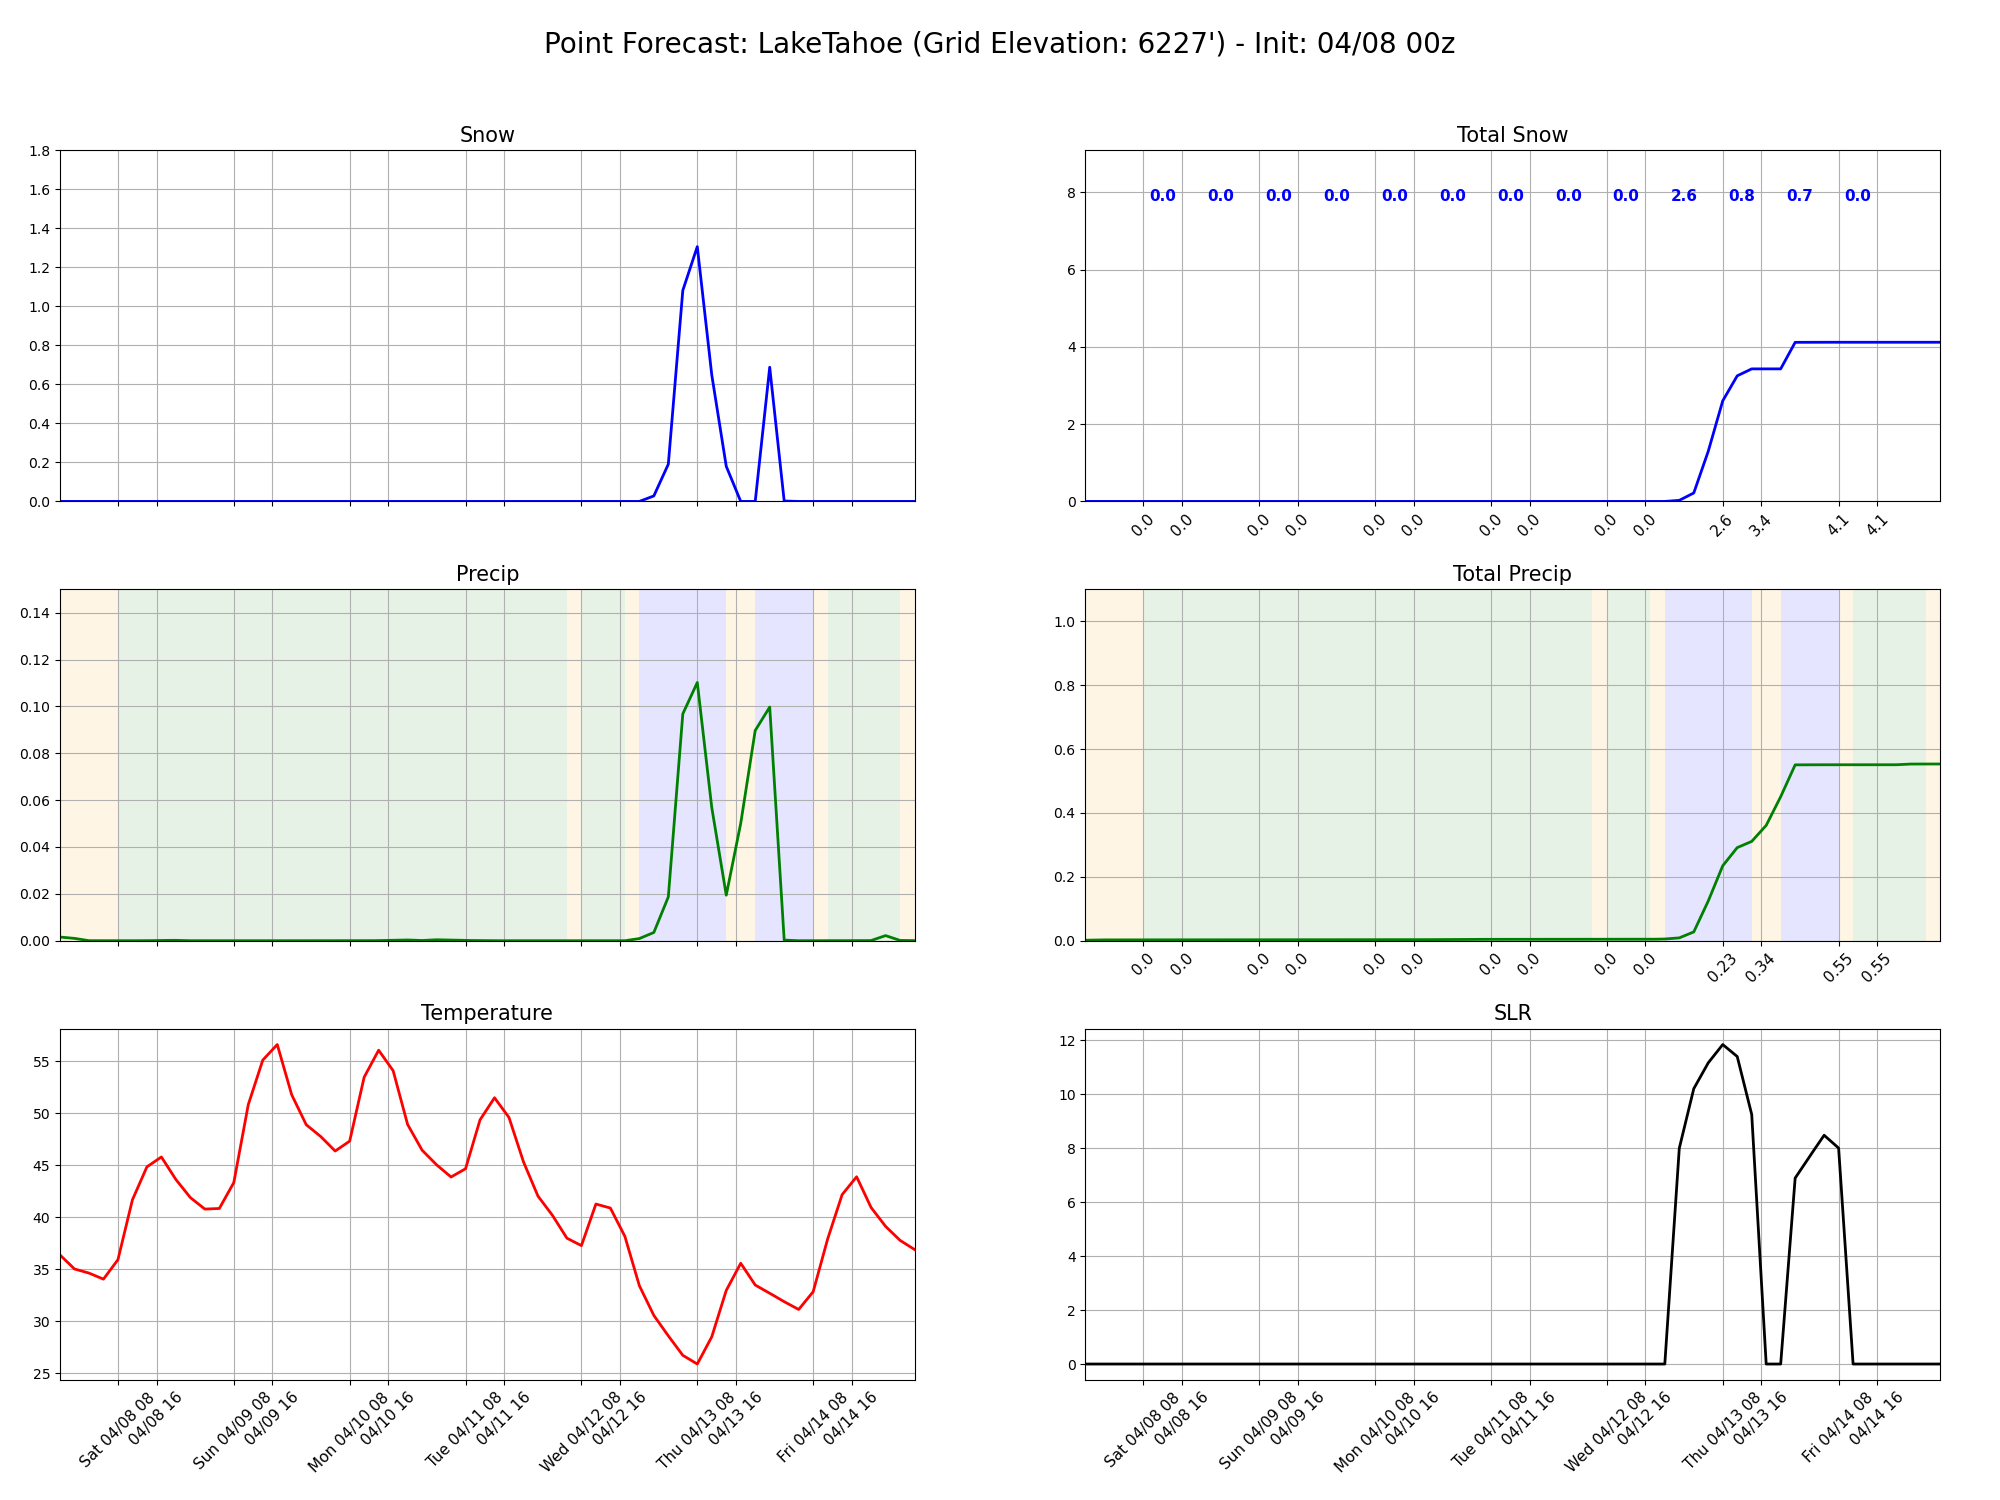 Point Forecast: LakeTahoe (Grid Elevation: 6227') - Init: 04/08 00z
Snow
1.8
1.6
1.4
1.2
1.0
0.8
0.6
0.4
0.2
0.0
Total Snow
8
6
4
2
0
0.0 0.0 0.0 0.0 0.0 0.0 0.0 0.0 0.0 2.6 0.8 0.7 0.0
0.0 0.0 0.0 0.0 0.0 0.0 0.0 0.0 0.0 0.0 2.6 3.4 4.1 4.1
Precip
0.14
0.12
0.10
0.08
0.06
0.04
0.02
0.00
Total Precip
1.0
0.8
0.6
0.4
0.2
0.0
0.0 0.0 0.0 0.0 0.0 0.0 0.0 0.0 0.0 0.0 0.23 0.34 0.55 0.55
Temperature
55
50
45
40
35
30
25
Sat 04/08 08
04/08 16
Sun 04/09 08
04/09 16
Mon 04/10 08
04/10 16
Tue 04/11 08
04/11 16
Wed 04/12 08
04/12 16
Thu 04/13 08
04/13 16
Fri 04/14 08
04/14 16
SLR
12
10
8
6
4
2
0
Sat 04/08 08
04/08 16
Sun 04/09 08
04/09 16
Mon 04/10 08
04/10 16
Tue 04/11 08
04/11 16
Wed 04/12 08
04/12 16
Thu 04/13 08
04/13 16
Fri 04/14 08
04/14 16